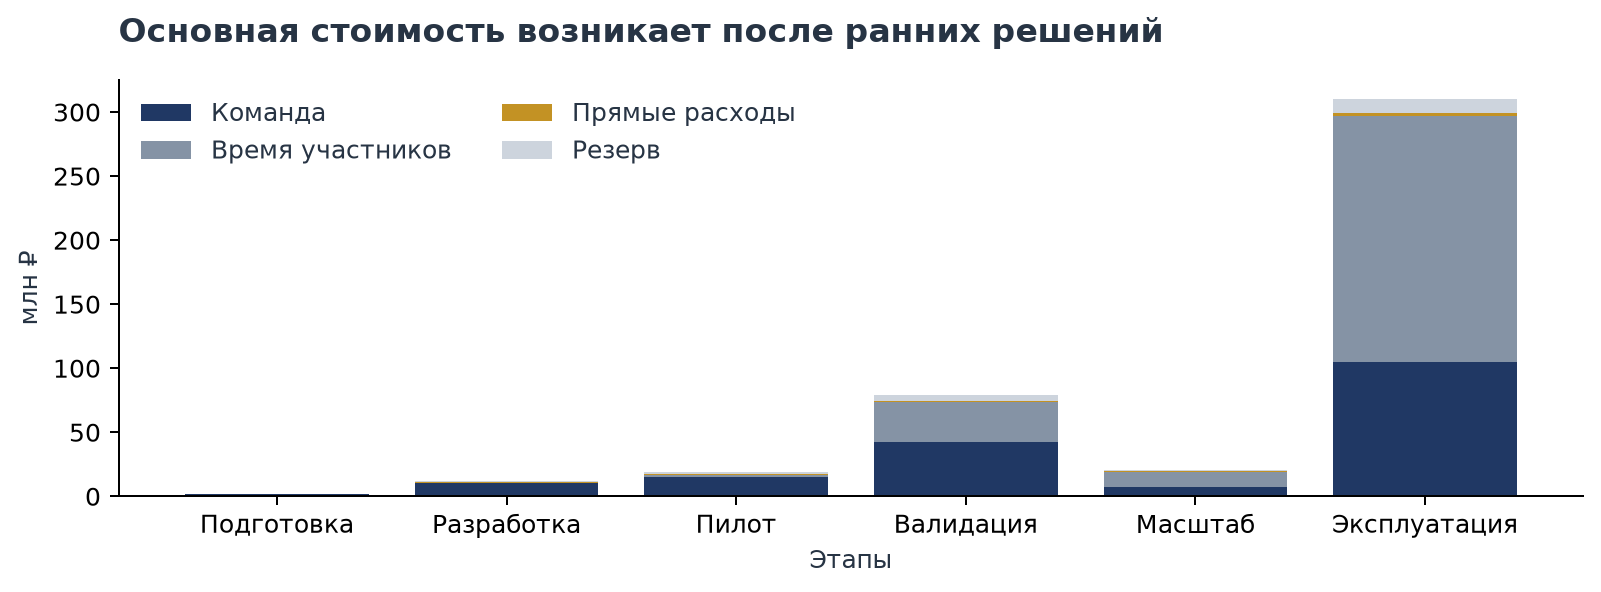 Основная стоимость возникает после ранних решений
Команда
Время участников
Прямые расходы
Резерв
млн ₽
300
250
200
150
100
50
0
Подготовка
Разработка
Пилот
Валидация
Масштаб
Эксплуатация
Этапы